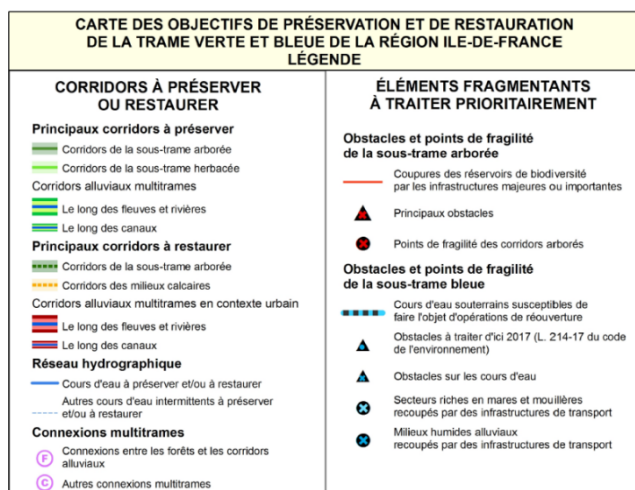 CARTE DES OBJECTIFS DE PRÉSERVATION ET DE RESTAURATION
DE LA TRAME VERTE ET BLEUE DE LA RÉGION ILE-DE-FRANCE
LÉGENDE
CORRIDORS À PRÉSERVER
OU RESTAURER
Principaux corridors à préserver
Corridors de la sous-trame arborée
Corridors de la sous-trame herbacée
Corridors alluviaux multitrames
Le long des fleuves et rivières
Le long des canaux
Principaux corridors à restaurer
Corridors de la sous-trame arborée
Corridors des milieux calcaires
Corridors alluviaux multitrames en contexte urbain
Le long des fleuves et rivières
Le long des canaux
Réseau hydrographique
Cours d'eau à préserver et/ou à restaurer
Autres cours d'eau intermittents à préserver
et/ou à restaurer
Connexions multitrames
F Connexions entre les forêts et les corridors
alluviaux
C Autres connexions multitrames
ÉLÉMENTS FRAGMENTANTS
À TRAITER PRIORITAIREMENT
Obstacles et points de fragilité
de la sous-trame arborée
Coupures des réservoirs de biodiversité
par les infrastructures majeures ou importantes
Principaux obstacles
Points de fragilité des corridors arborés
Obstacles et points de fragilité
de la sous-trame bleue
Cours d'eau souterrains susceptibles de
faire l'objet d'opérations de réouverture
Obstacles à traiter d'ici 2017 (L. 214-17 du code
de l'environnement)
Obstacles sur les cours d'eau
Secteurs riches en mares et mouillères
recoupés par des infrastructures de transport
Milieux humides alluviaux
recoupés par des infrastructures de transport